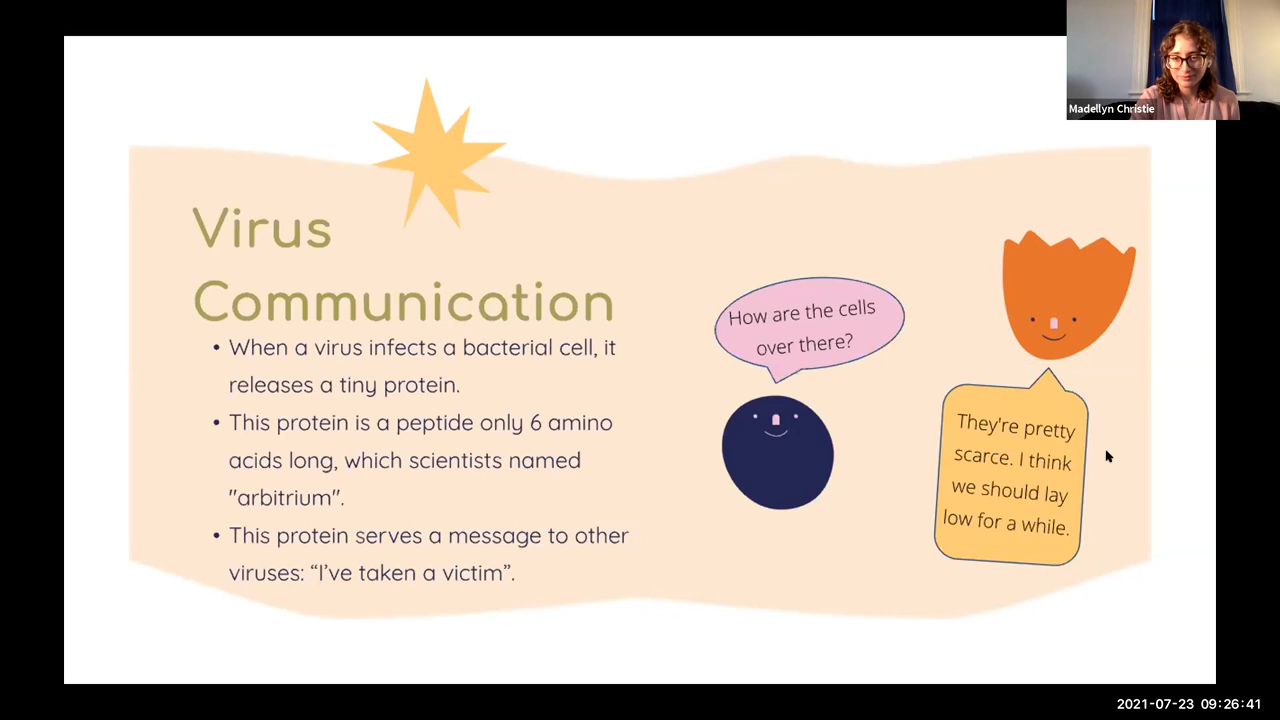 Madellyn Christie
Virus
Communication
• When a virus infects a bacterial cell, it
releases a tiny protein.
• This protein is a peptide only 6 amino
acids long, which scientists named
"arbitrium".
• This protein serves a message to other
viruses: “I’ve taken a victim”.
How are the cells
over there?
They're pretty
scarce. I think
we should lay
low for a while.
2021-07-23 09:26:41